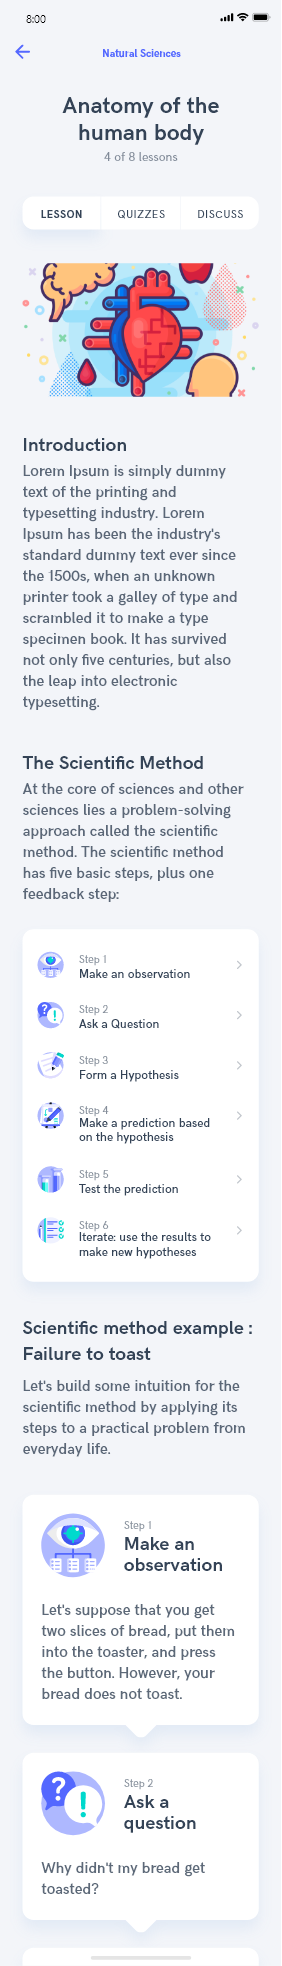 8:00
Natural Sciences
Anatomy of the
human body
4 of 8 lessons
LESSON QUIZZES DISCUSS
Introduction
Lorem Ipsum is simply dummy
text of the printing and
typesetting industry. Lorem
Ipsum has been the industry's
standard dummy text ever since
the 1500s, when an unknown
printer took a galley of type and
scrambled it to make a type
specimen book. It has survived
not only five centuries, but also
the leap into electronic
typesetting.
The Scientific Method
At the core of sciences and other
sciences lies a problem-solving
approach called the scientific
method. The scientific method
has five basic steps, plus one
feedback step:
Step 1
Make an observation
Step 2
Ask a Question
Step 3
Form a Hypothesis
Step 4
Make a prediction based
on the hypothesis
Step 5
Test the prediction
Step 6
Iterate: use the results to
make new hypotheses
Scientific method example :
Failure to toast
Let's build some intuition for the
scientific method by applying its
steps to a practical problem from
everyday life.
Step 1
Make an
observation
Let's suppose that you get
two slices of bread, put them
into the toaster, and press
the button. However, your
bread does not toast.
Step 2
Ask a
question
Why didn't my bread get
toasted?